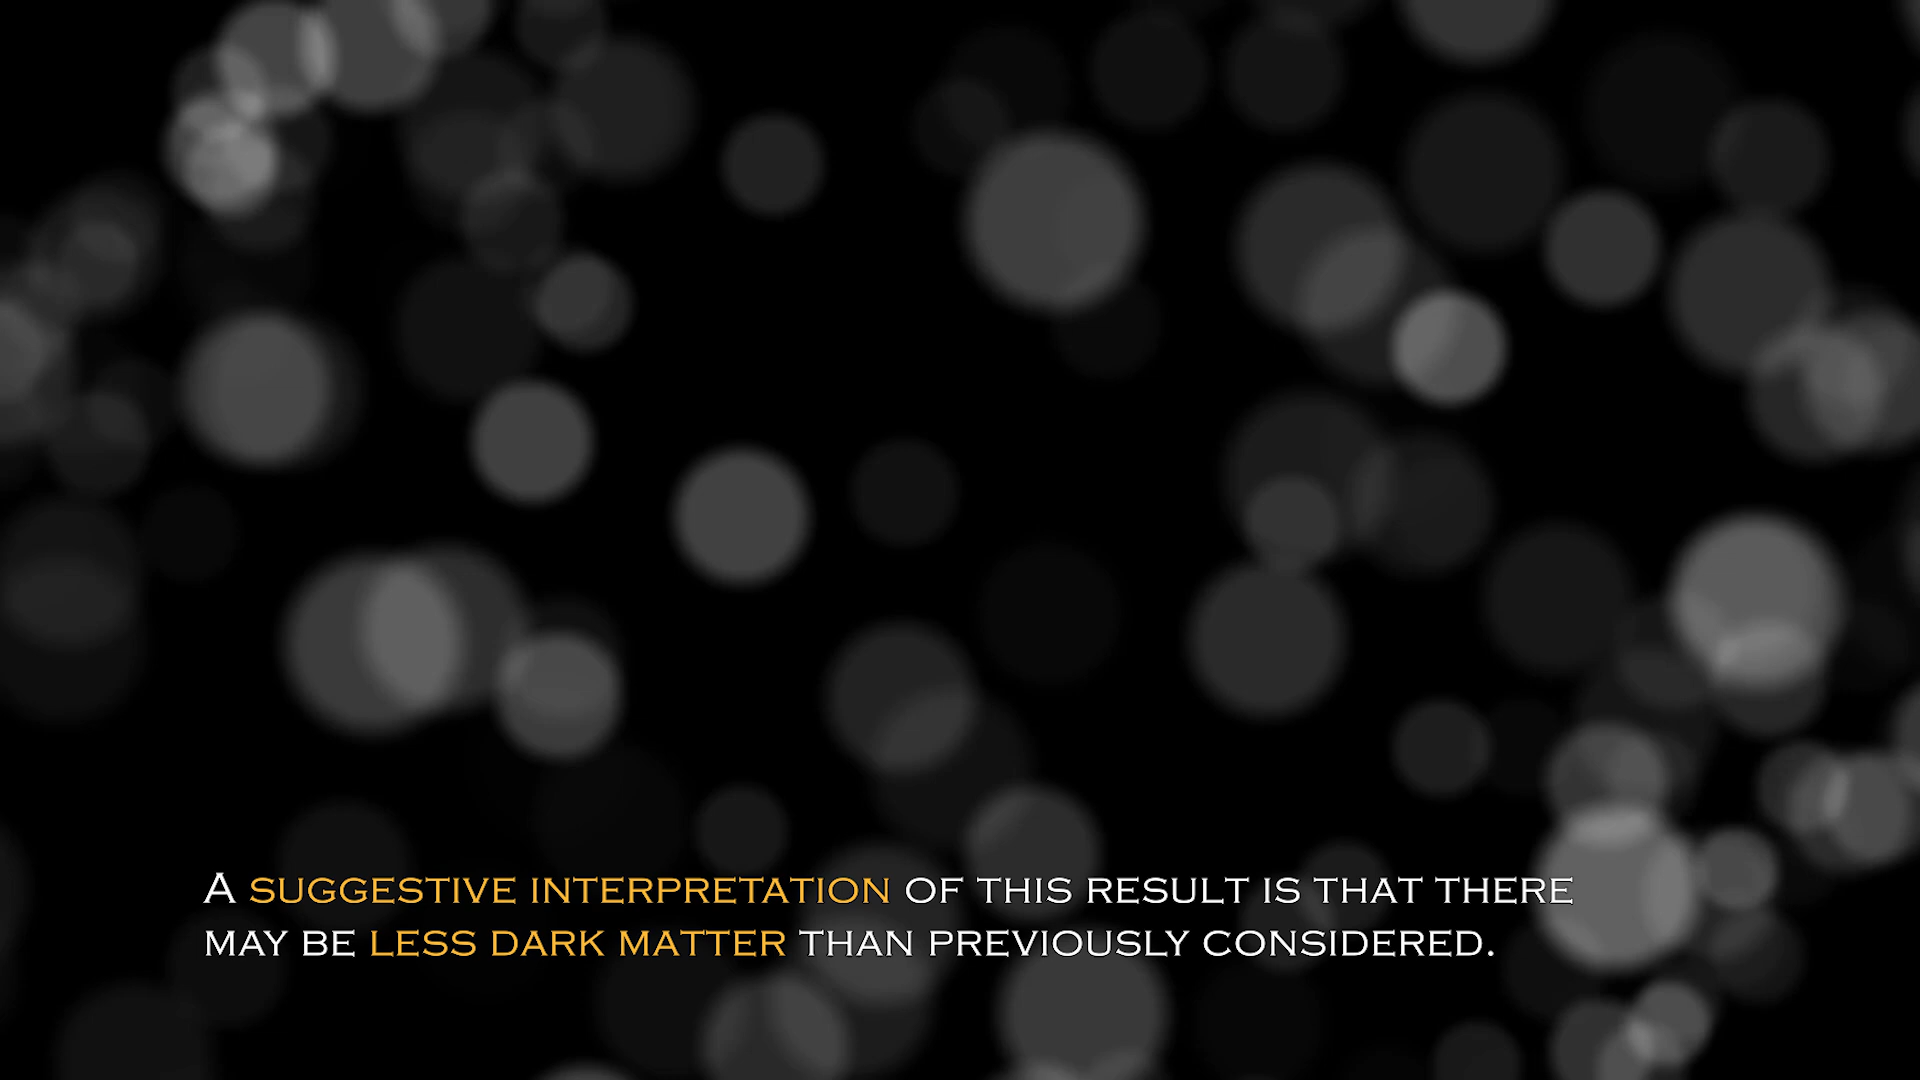 A SUGGESTIVE INTERPRETATION OF THIS RESULT IS THAT THERE
MAY BE LESS DARK MATTER THAN PREVIOUSLY CONSIDERED.